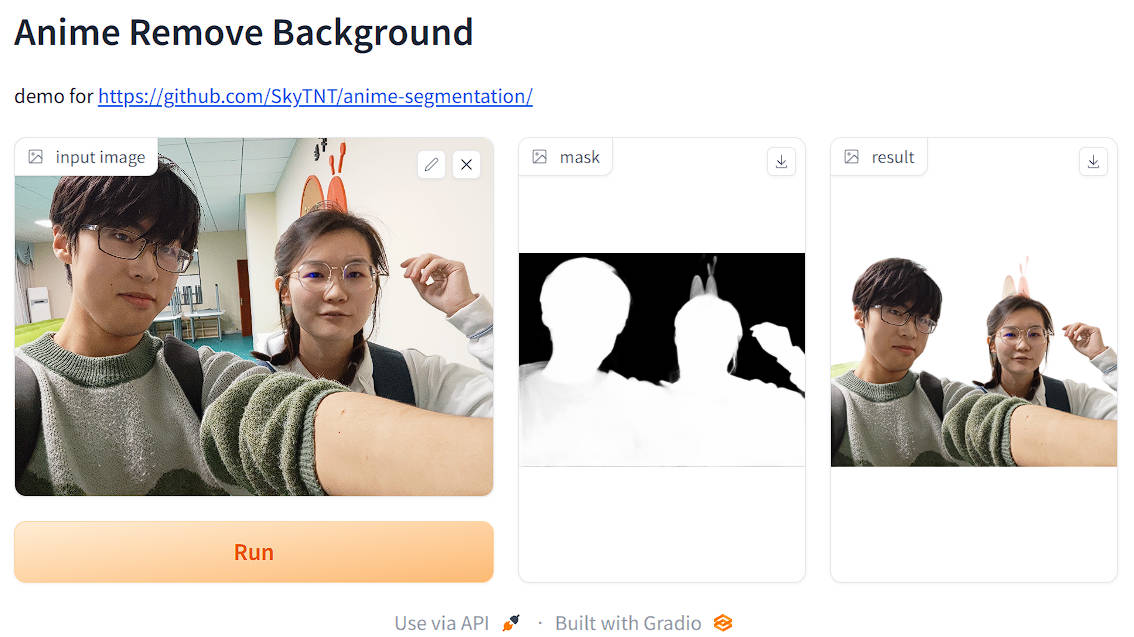 Anime Remove Background
demo for https://github.com/SkyTNT/anime-segmentation/
input image
mask
result
Run
Use via API · Built with Gradio